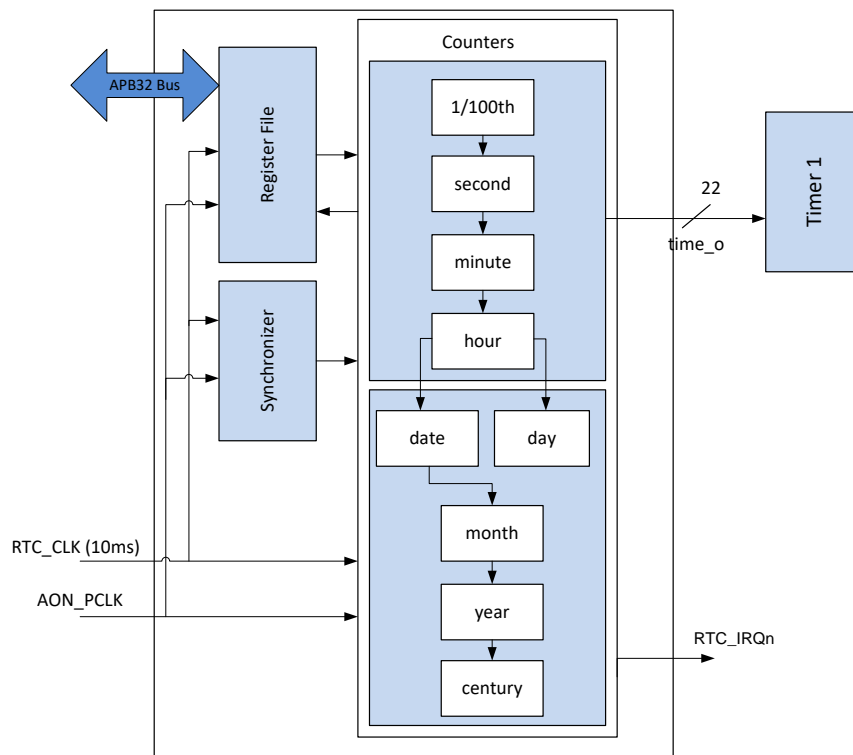 Counters
APB32 Bus
Register File
1/100th
second
minute
hour
22
time_o
Timer 1
Synchronizer
date
day
month
year
century
RTC_CLK (10ms)
AON_PCLK
RTC_IRQn